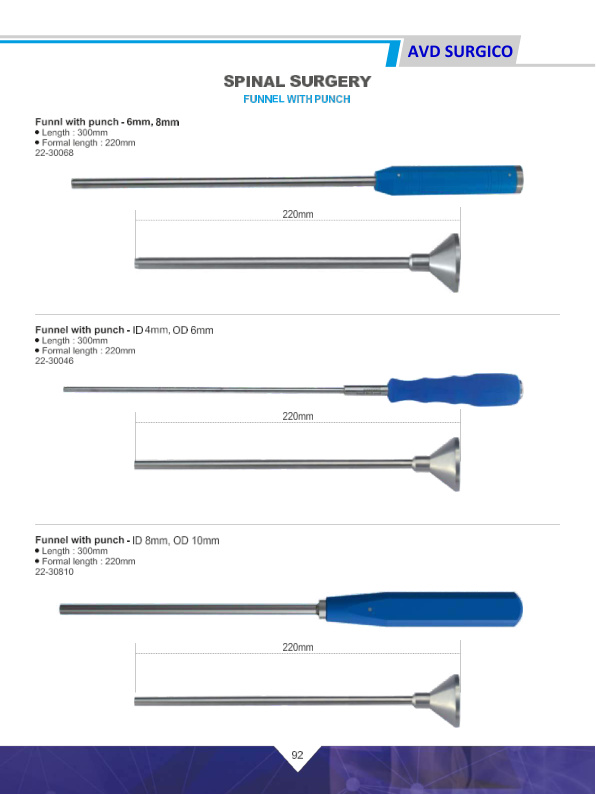 AVD SURGICO
SPINAL SURGERY
FUNNEL WITH PUNCH
Funnl with punch - 6mm, 8mm
• Length : 300mm
• Formal length : 220mm
22-30068
220mm
Funnel with punch - ID 4mm, OD 6mm
• Length : 300mm
• Formal length : 220mm
22-30046
220mm
Funnel with punch - ID 8mm, OD 10mm
• Length : 300mm
• Formal length : 220mm
22-30810
220mm
92